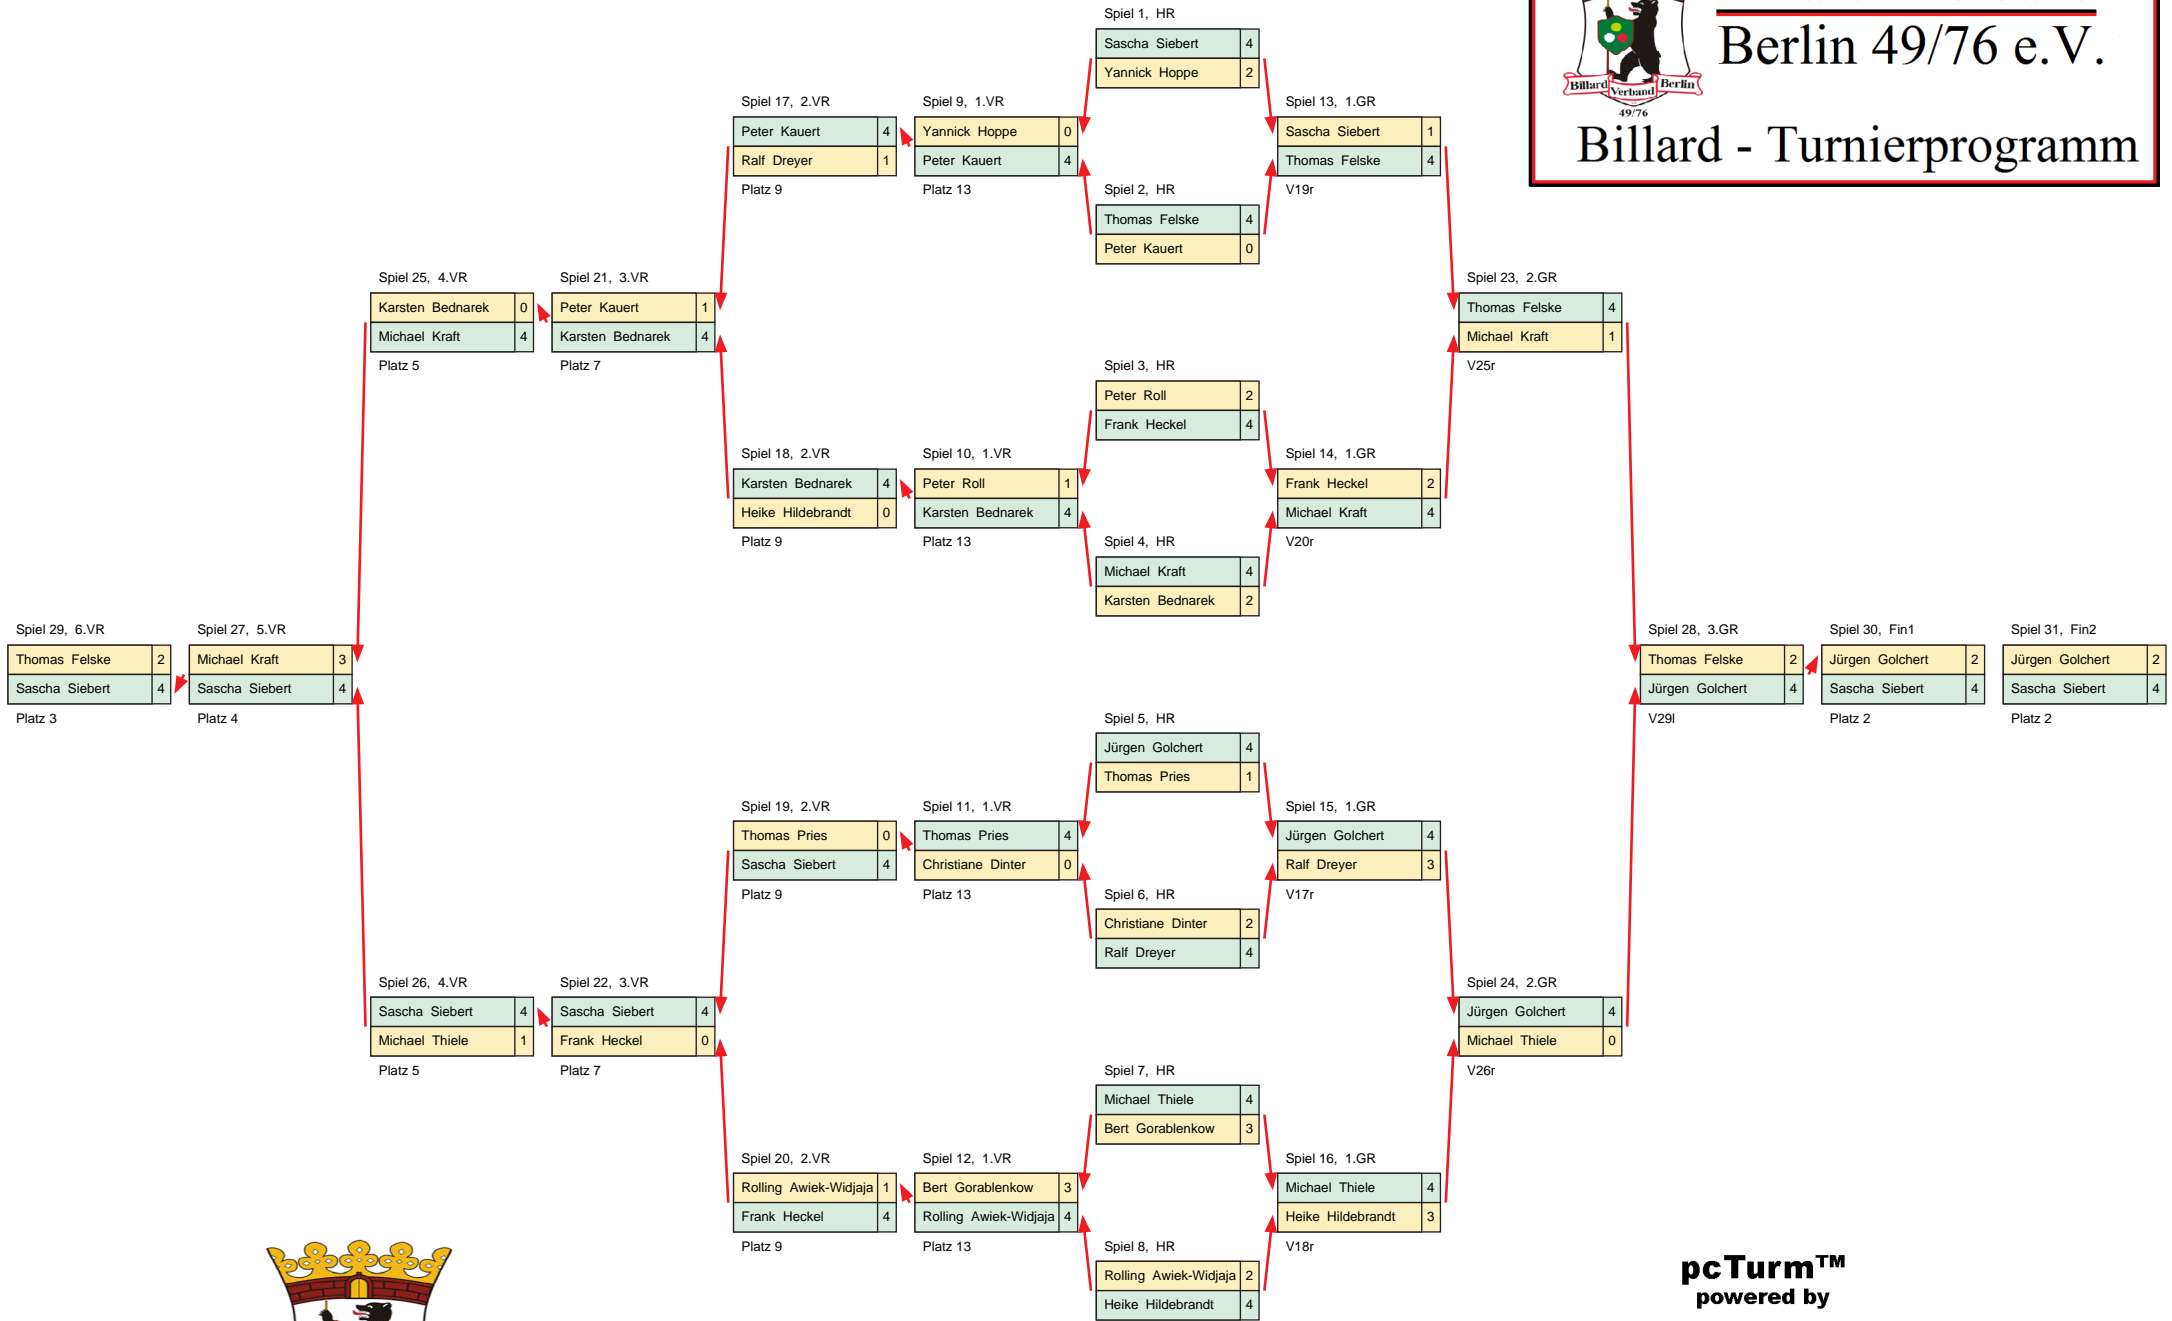 Spiel 1, HR
Sascha Siebert 4
Yannick Hoppe 2
Berlin 49/76 e.V.
Billard Verband Berlin
49/76
Billard - Turnierprogramm
Spiel 17, 2.VR
Peter Kauert 4
Ralf Dreyer 1
Platz 9
Spiel 9, 1.VR
Yannick Hoppe 0
Peter Kauert 4
Platz 13
Spiel 13, 1.GR
Sascha Siebert 1
Thomas Felske 4
V19r
Spiel 2, HR
Thomas Felske 4
Peter Kauert 0
Spiel 25, 4.VR
Karsten Bednarek 0
Michael Kraft 4
Platz 5
Spiel 21, 3.VR
Peter Kauert 1
Karsten Bednarek 4
Platz 7
Spiel 23, 2.GR
Thomas Felske 4
Michael Kraft 1
V25r
Spiel 3, HR
Peter Roll 2
Frank Heckel 4
Spiel 18, 2.VR
Karsten Bednarek 4
Heike Hildebrandt 0
Platz 9
Spiel 10, 1.VR
Peter Roll 1
Karsten Bednarek 4
Platz 13
Spiel 14, 1.GR
Frank Heckel 2
Michael Kraft 4
V20r
Spiel 4, HR
Michael Kraft 4
Karsten Bednarek 2
Spiel 29, 6.VR
Thomas Felske 2
Sascha Siebert 4
Platz 3
Spiel 27, 5.VR
Michael Kraft 3
Sascha Siebert 4
Platz 4
Spiel 28, 3.GR
Thomas Felske 2
Jürgen Golchert 4
V29l
Spiel 30, Fin1
Jürgen Golchert 2
Sascha Siebert 4
Platz 2
Spiel 31, Fin2
Jürgen Golchert 2
Sascha Siebert 4
Platz 2
Spiel 5, HR
Jürgen Golchert 4
Thomas Pries 1
Spiel 19, 2.VR
Thomas Pries 0
Sascha Siebert 4
Platz 9
Spiel 11, 1.VR
Thomas Pries 4
Christiane Dinter 0
Platz 13
Spiel 15, 1.GR
Jürgen Golchert 4
Ralf Dreyer 3
V17r
Spiel 6, HR
Christiane Dinter 2
Ralf Dreyer 4
Spiel 26, 4.VR
Sascha Siebert 4
Michael Thiele 1
Platz 5
Spiel 22, 3.VR
Sascha Siebert 4
Frank Heckel 0
Platz 7
Spiel 24, 2.GR
Jürgen Golchert 4
Michael Thiele 0
V26r
Spiel 7, HR
Michael Thiele 4
Bert Gorablenkow 3
Spiel 20, 2.VR
Rolling Awiek-Widjaja 1
Frank Heckel 4
Platz 9
Spiel 12, 1.VR
Bert Gorablenkow 3
Rolling Awiek-Widjaja 4
Platz 13
Spiel 16, 1.GR
Michael Thiele 4
Heike Hildebrandt 3
V18r
Spiel 8, HR
Rolling Awiek-Widjaja 2
Heike Hildebrandt 4
pcTurm™
powered by